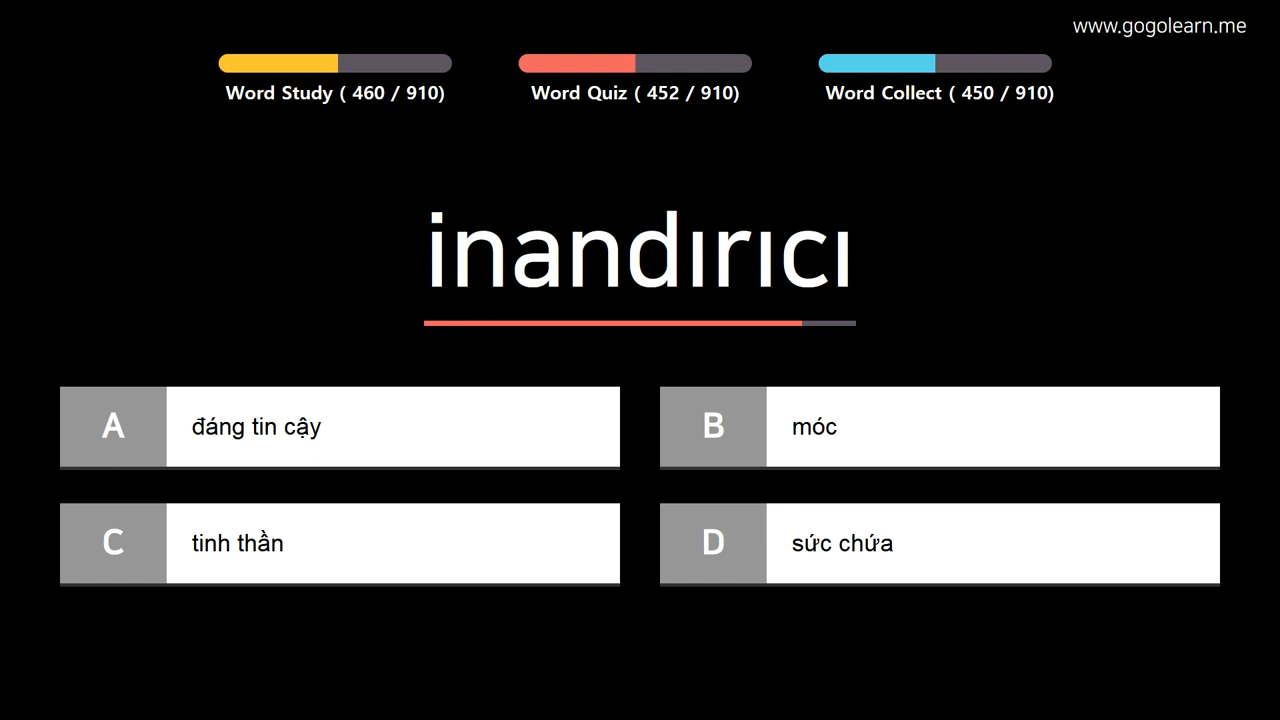 www.gogolearn.me
Word Study ( 460 / 910)
Word Quiz ( 452 / 910)
Word Collect ( 450 / 910)
inandırıcı
A đáng tin cậy
B móc
C tinh thần
D sức chứa